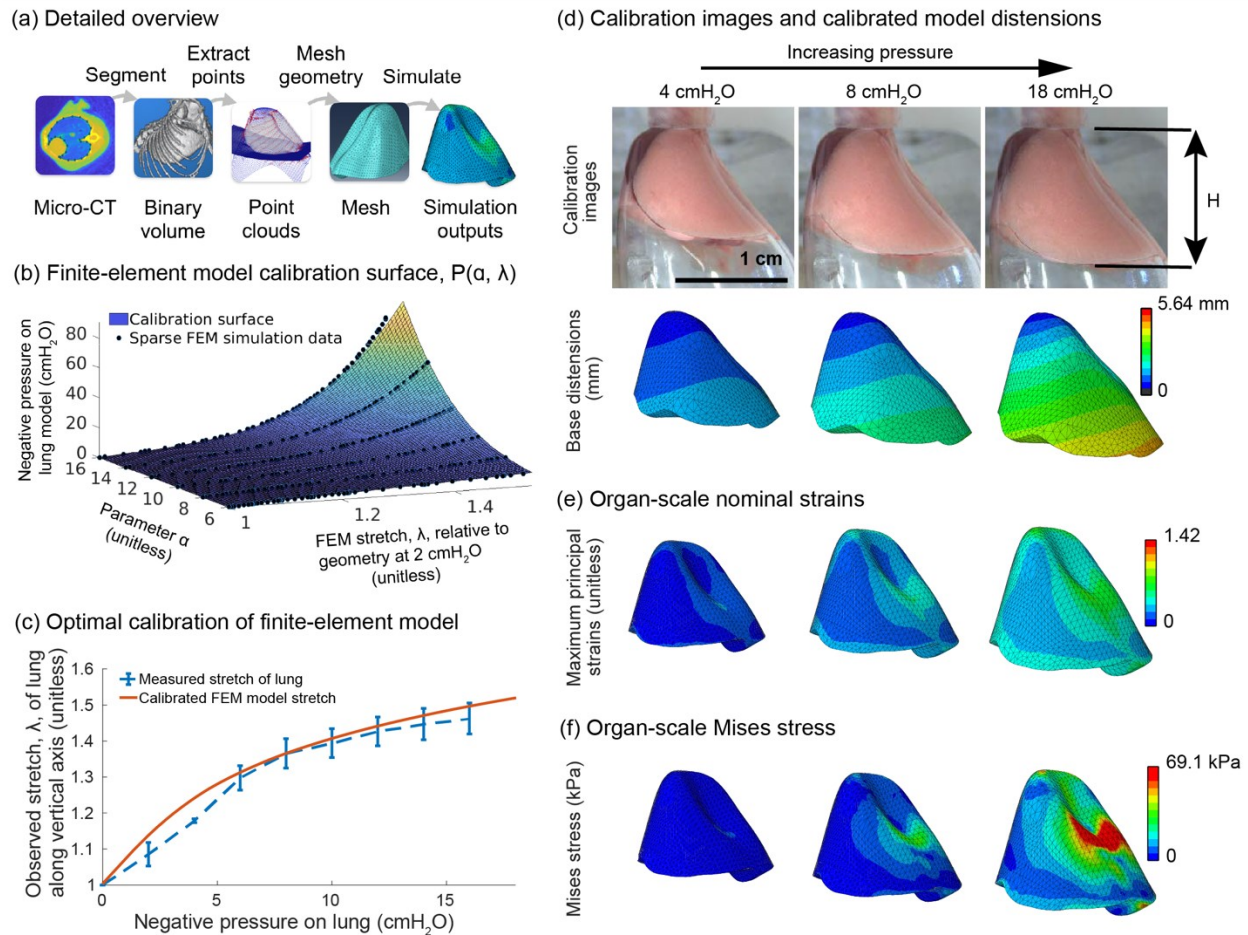 (a) Detailed overview
Segment
Extract
points
Mesh
geometry
Simulate
Micro-CT
Binary
volume
Point
clouds
Mesh
Simulation
outputs
(b) Finite-element model calibration surface, P(α, λ)
Negative pressure on
lung model (cmH₂O)
Calibration surface
Sparse FEM simulation data
80
60
40
20
0
16
14
12
10
8
6
Parameter α
(unitless)
1
1.2
1.4
FEM stretch, λ, relative to
geometry at 2 cmH₂O
(unitless)
(c) Optimal calibration of finite-element model
Observed stretch, λ, of lung
along vertical axis (unitless)
1.6
1.5
1.4
1.3
1.2
1.1
1
Measured stretch of lung
Calibrated FEM model stretch
0
5
10
15
Negative pressure on lung (cmH₂O)
(d) Calibration images and calibrated model distensions
Increasing pressure
4 cmH₂O
8 cmH₂O
18 cmH₂O
Calibration
images
1 cm
H
Base distensions
(mm)
5.64 mm
0
(e) Organ-scale nominal strains
Maximum principal
strains (unitless)
1.42
0
(f) Organ-scale Mises stress
Mises stress (kPa)
69.1 kPa
0